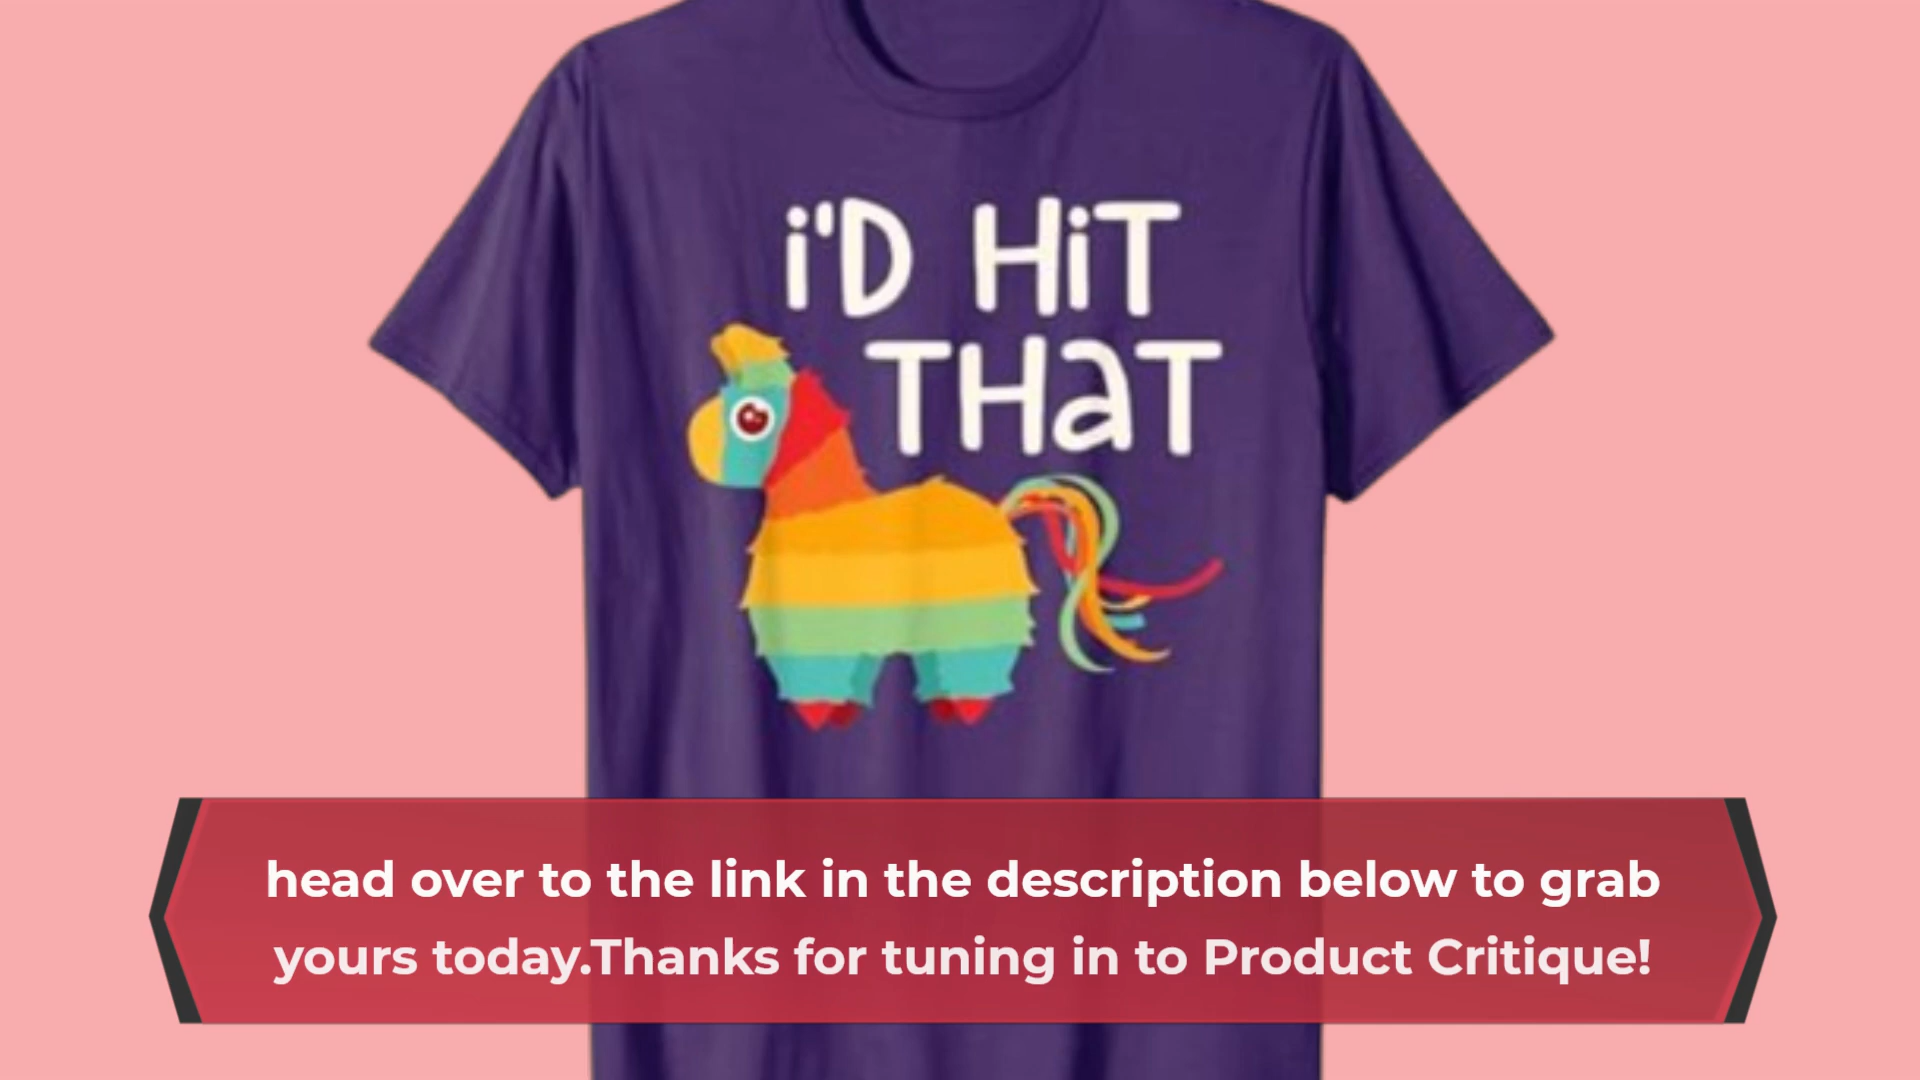 i'D HiT
THaT
head over to the link in the description below to grab
yours today.Thanks for tuning in to Product Critique!